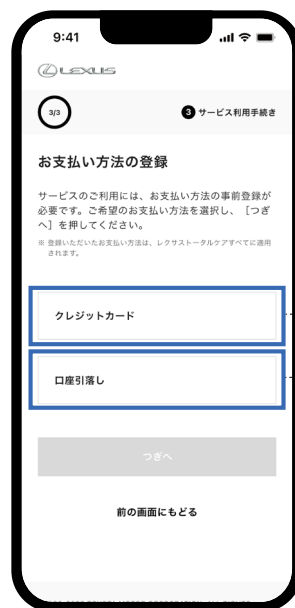 9:41
LEXUS
3/3
3 サービス利用手続き
お支払い方法の登録
サービスのご利用には、お支払い方法の事前登録が
必要です。ご希望のお支払い方法を選択し、［つぎ
へ］を押してください。
※ 登録いただいたお支払い方法は、レクサストータルケアすべてに適用
されます。
クレジットカード
口座引落し
つぎへ
前の画面にもどる